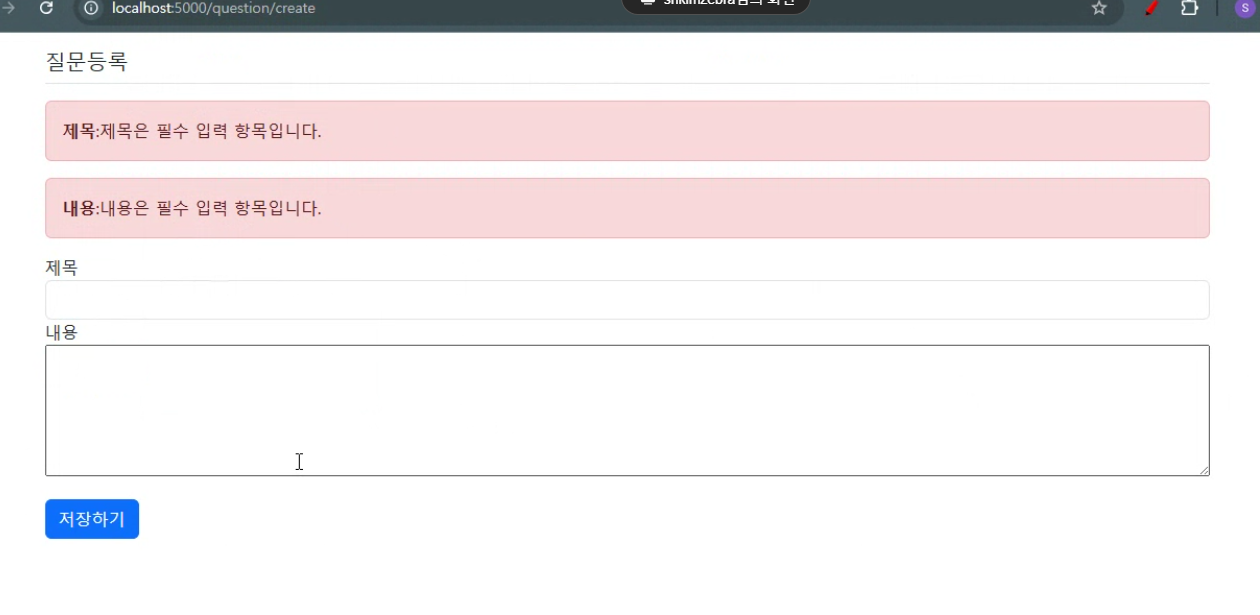 localhost:5000/question/create
S
질문등록
제목:제목은 필수 입력 항목입니다.
내용:내용은 필수 입력 항목입니다.
제목
내용
저장하기